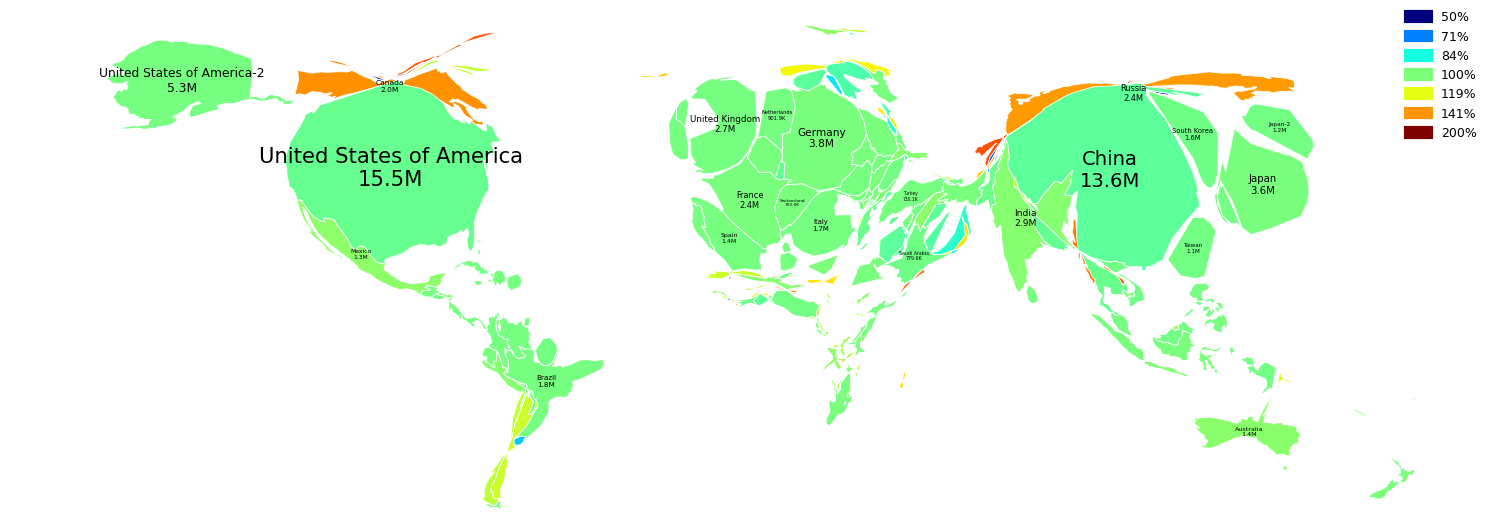 50%
71%
84%
100%
119%
141%
200%
United States of America-2
5.3M
Canada
2.0M
Russia
2.4M
United Kingdom
2.7M
Netherlands
901.9K
Germany
3.8M
South Korea
1.6M
Japan-2
1.2M
United States of America
15.5M
China
13.6M
Japan
3.6M
France
2.4M
Switzerland
Turkey
730.1K
India
2.9M
Italy
1.7M
Spain
1.4M
Mexico
1.3M
Saudi Arabia
779.6K
Taiwan
1.1M
Brazil
1.8M
Australia
1.4M